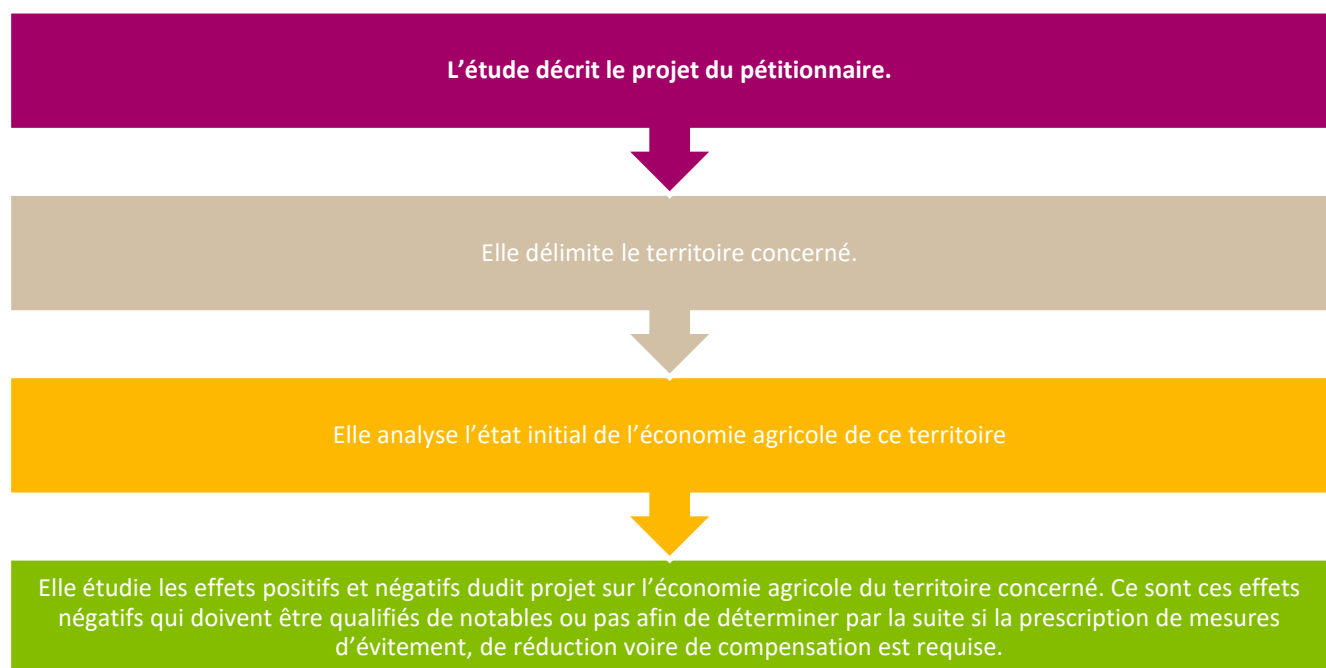 L’étude décrit le projet du pétitionnaire.
Elle délimite le territoire concerné.
Elle analyse l’état initial de l’économie agricole de ce territoire
Elle étudie les effets positifs et négatifs dudit projet sur l’économie agricole du territoire concerné. Ce sont ces effets
négatifs qui doivent être qualifiés de notables ou pas afin de déterminer par la suite si la prescription de mesures
d’évitement, de réduction voire de compensation est requise.